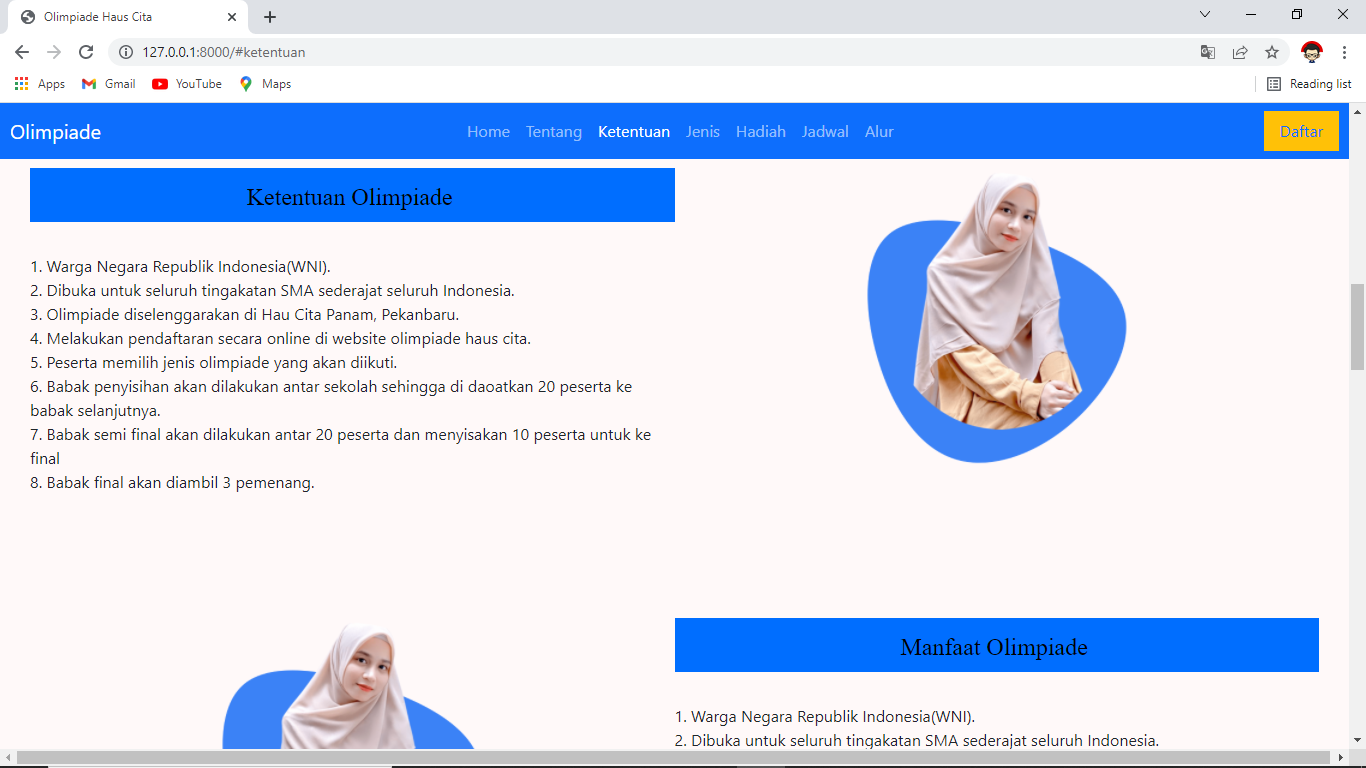 Olimpiade Haus Cita
127.0.0.1:8000/#ketentuan
Apps Gmail YouTube Maps Reading list
Olimpiade Home Tentang Ketentuan Jenis Hadiah Jadwal Alur Daftar
Ketentuan Olimpiade
1. Warga Negara Republik Indonesia(WNI).
2. Dibuka untuk seluruh tingakatan SMA sederajat seluruh Indonesia.
3. Olimpiade diselenggarakan di Hau Cita Panam, Pekanbaru.
4. Melakukan pendaftaran secara online di website olimpiade haus cita.
5. Peserta memilih jenis olimpiade yang akan diikuti.
6. Babak penyisihan akan dilakukan antar sekolah sehingga di daoatkan 20 peserta ke
babak selanjutnya.
7. Babak semi final akan dilakukan antar 20 peserta dan menyisakan 10 peserta untuk ke
final
8. Babak final akan diambil 3 pemenang.
Manfaat Olimpiade
1. Warga Negara Republik Indonesia(WNI).
2. Dibuka untuk seluruh tingakatan SMA sederajat seluruh Indonesia.